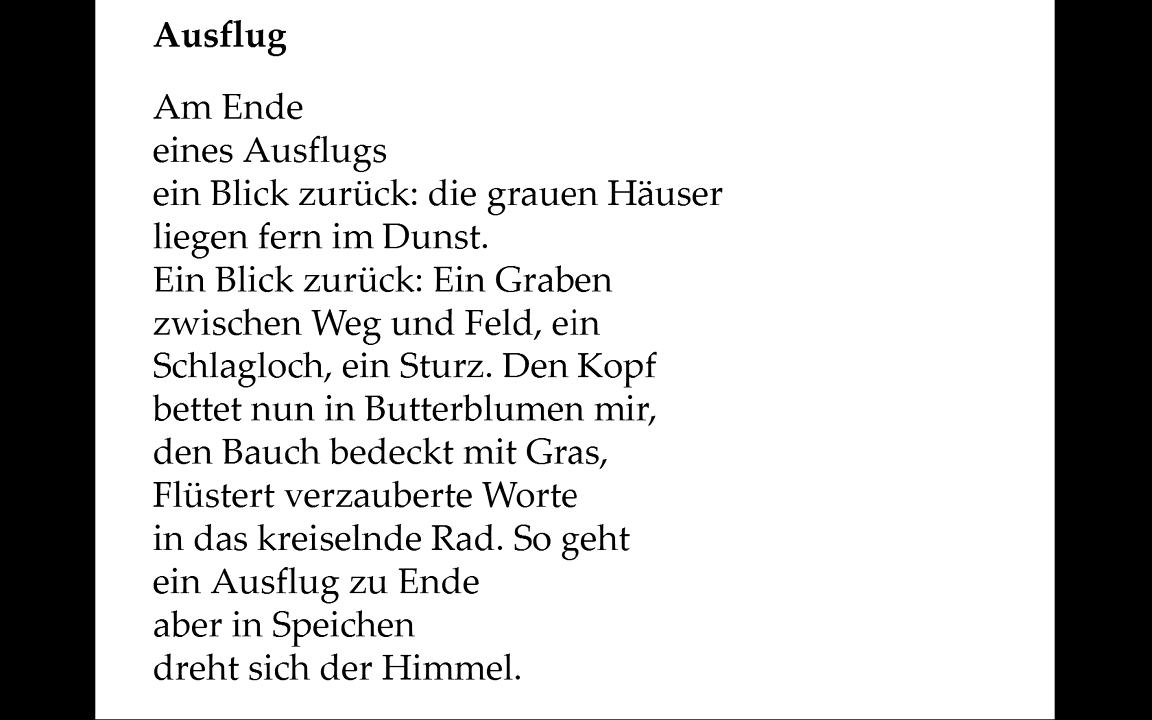 Ausflug
Am Ende
eines Ausflugs
ein Blick zurück: die grauen Häuser
liegen fern im Dunst.
Ein Blick zurück: Ein Graben
zwischen Weg und Feld, ein
Schlagloch, ein Sturz. Den Kopf
bettet nun in Butterblumen mir,
den Bauch bedeckt mit Gras,
Flüstert verzauberte Worte
in das kreiselnde Rad. So geht
ein Ausflug zu Ende
aber in Speichen
dreht sich der Himmel.